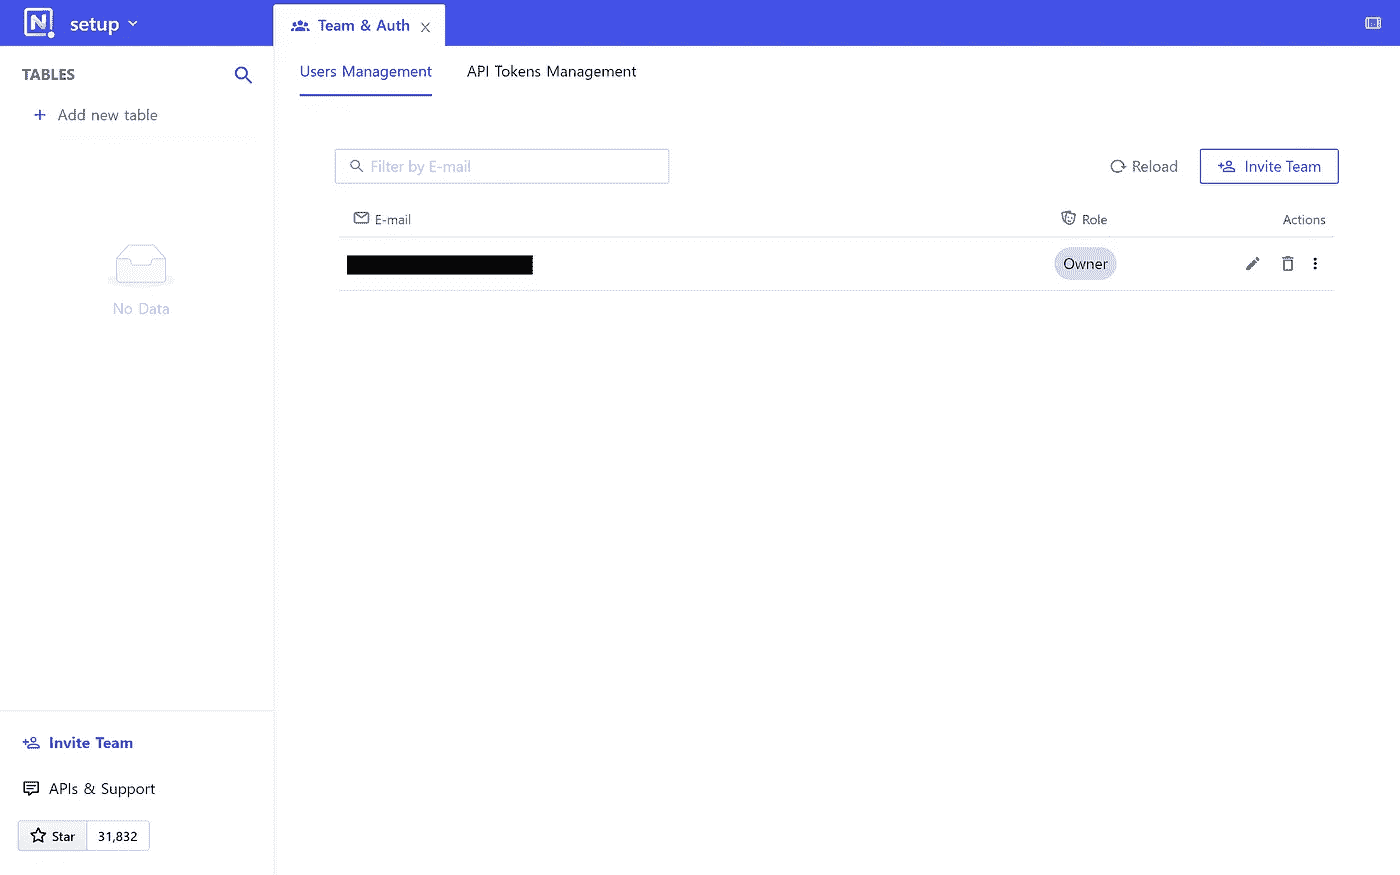 N
setup
Team & Auth
TABLES
Add new table
No Data
Users Management
API Tokens Management
Filter by E-mail
Reload
Invite Team
E-mail
Role
Actions
Owner
Invite Team
APIs & Support
Star
31,832